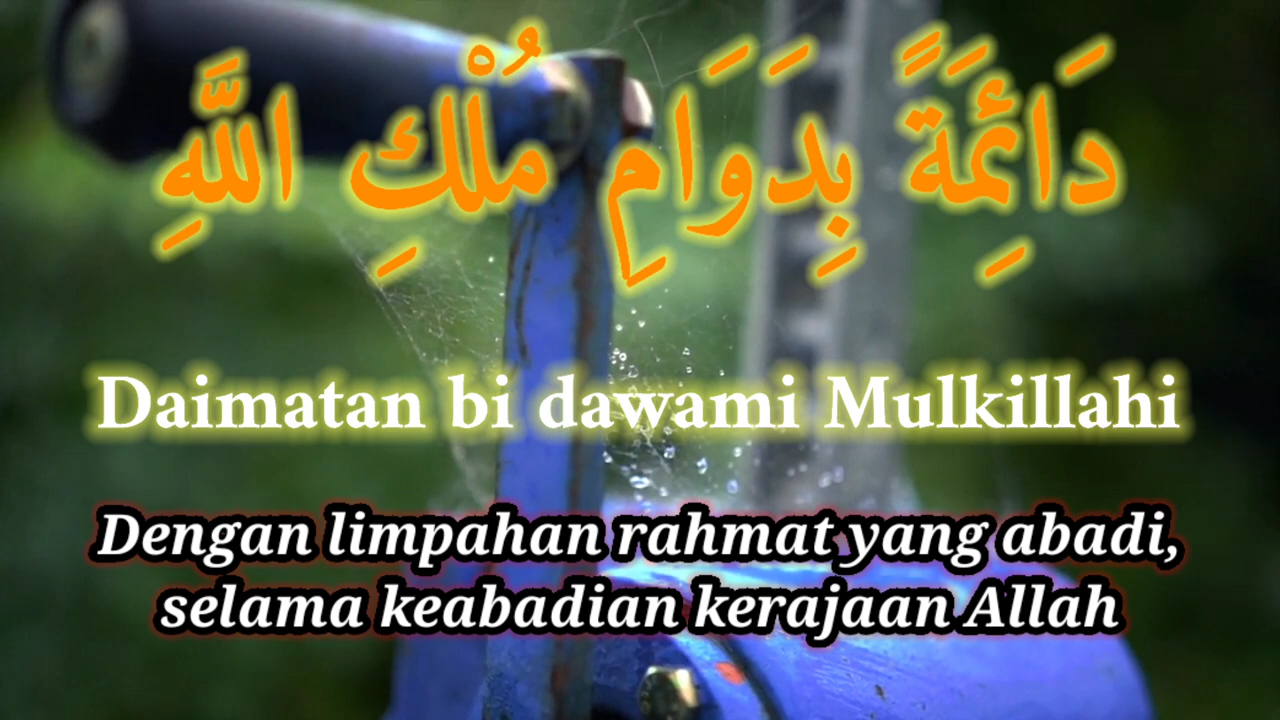 دَائِمَةً بِدَوَامِ مُلْكِ اللَّهِ
Daimatan bi dawami Mulkillahi
Dengan limpahan rahmat yang abadi,
selama keabadian kerajaan Allah